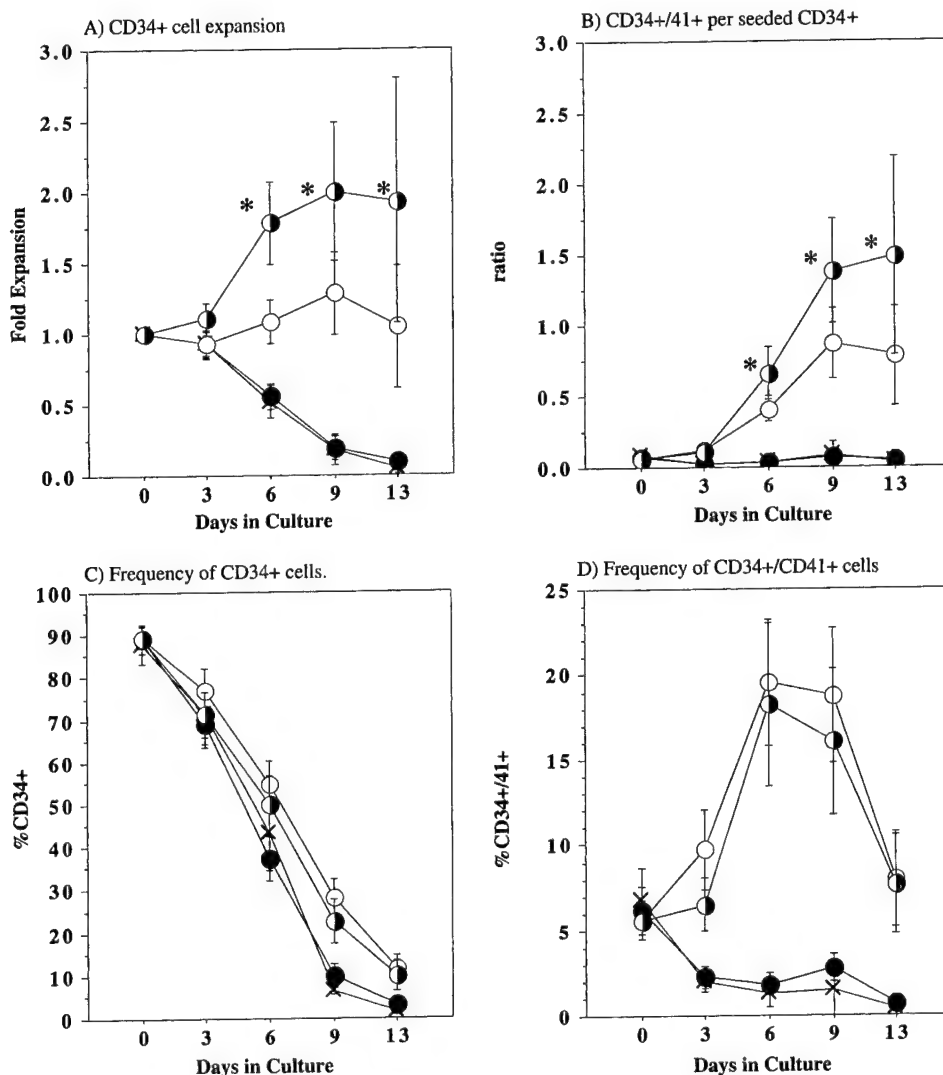 A) CD34+ cell expansion
3.0
2.5
2.0
1.5
1.0
0.5
0.0
Fold Expansion
* * *
0 3 6 9 13
Days in Culture
B) CD34+/41+ per seeded CD34+
3.0
2.5
2.0
1.5
1.0
0.5
0.0
ratio
* * *
0 3 6 9 13
Days in Culture
C) Frequency of CD34+ cells.
100
90
80
70
60
50
40
30
20
10
0
%CD34+
0 3 6 9 13
Days in Culture
D) Frequency of CD34+/CD41+ cells
25
20
15
10
5
0
%CD34+/41+
0 3 6 9 13
Days in Culture